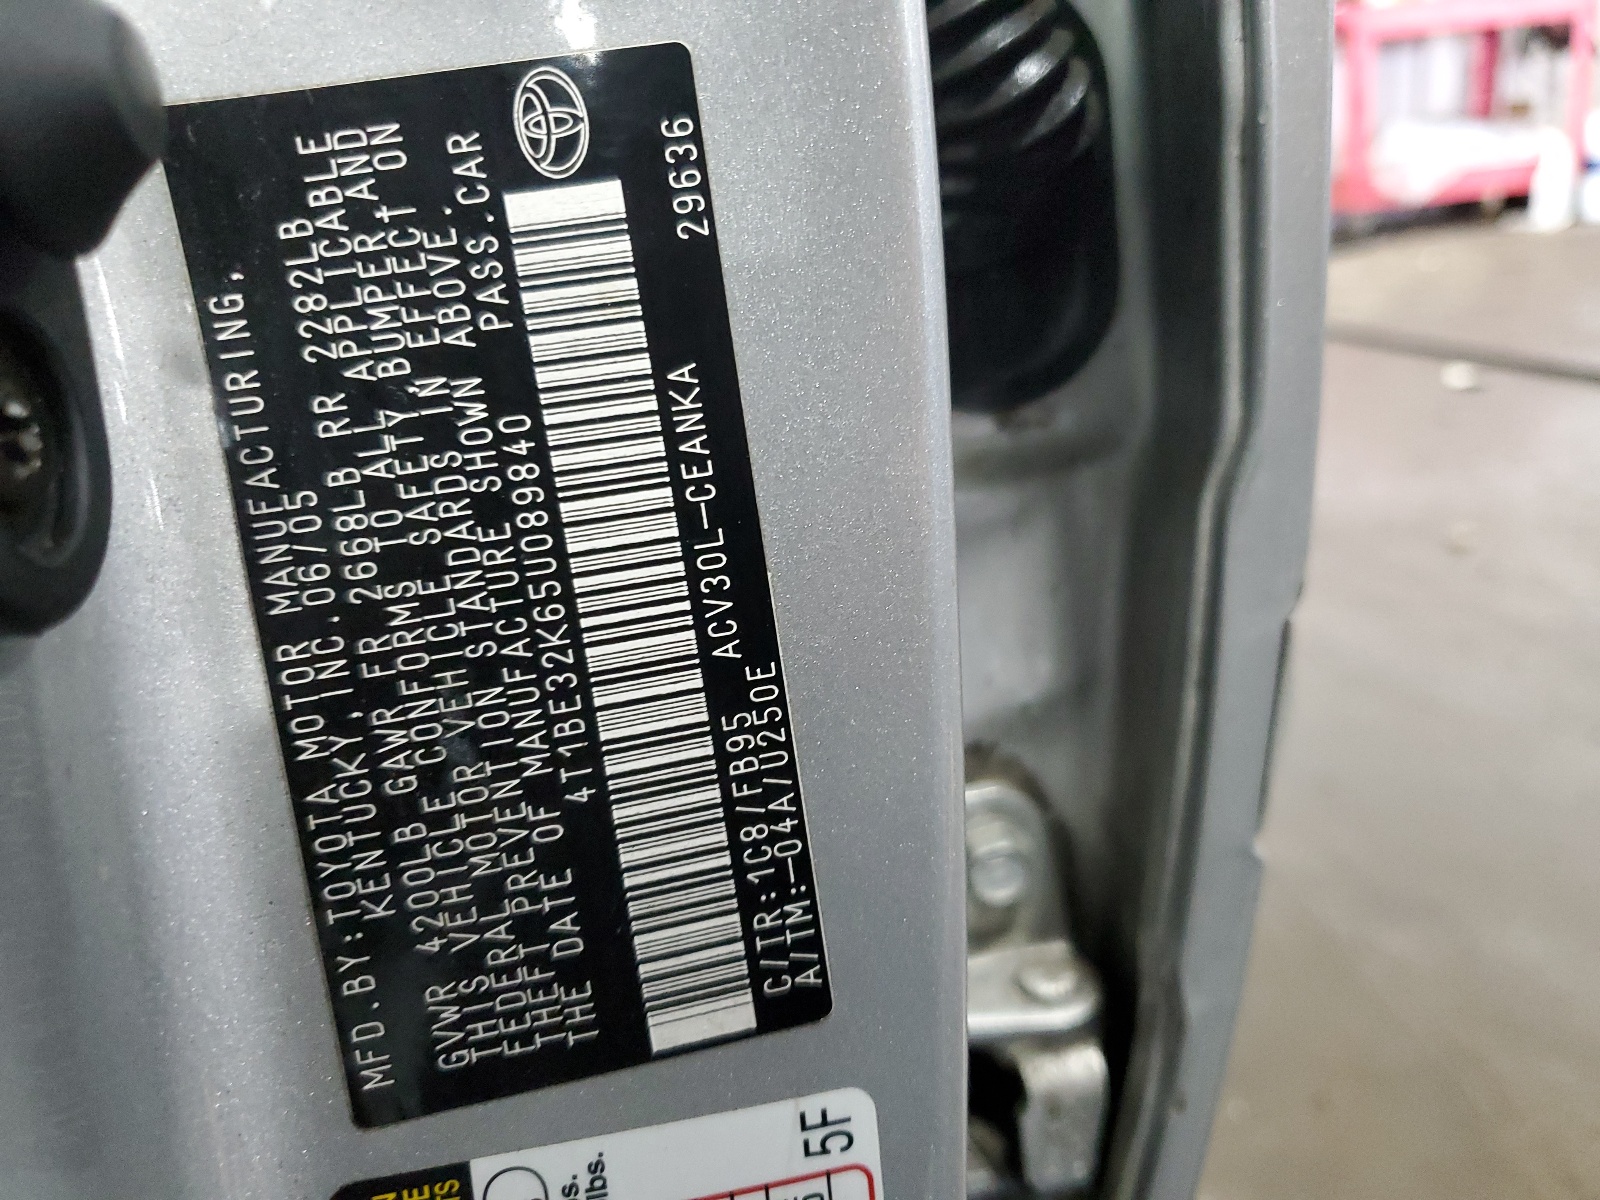 MFD.BY:TOYOTA MOTOR MANUFACTURING,
KENTUCKY, INC. 06/05
GVWR 4200LB GAWR FR 2668LB RR 2282LB
THIS VEHICLE CONFORMS TO ALL APPLICABLE
FEDERAL MOTOR VEHICLE SAFETY, BUMPER, AND
THEFT PREVENTION STANDARDS IN EFFECT ON
THE DATE OF MANUFACTURE SHOWN ABOVE.
4T1BE32K65U089840 PASS.CAR
C/TR:1C8/FB95 ACV30L-CEANKA 29636
A/TM:-04A/U250E
5F
lbs.